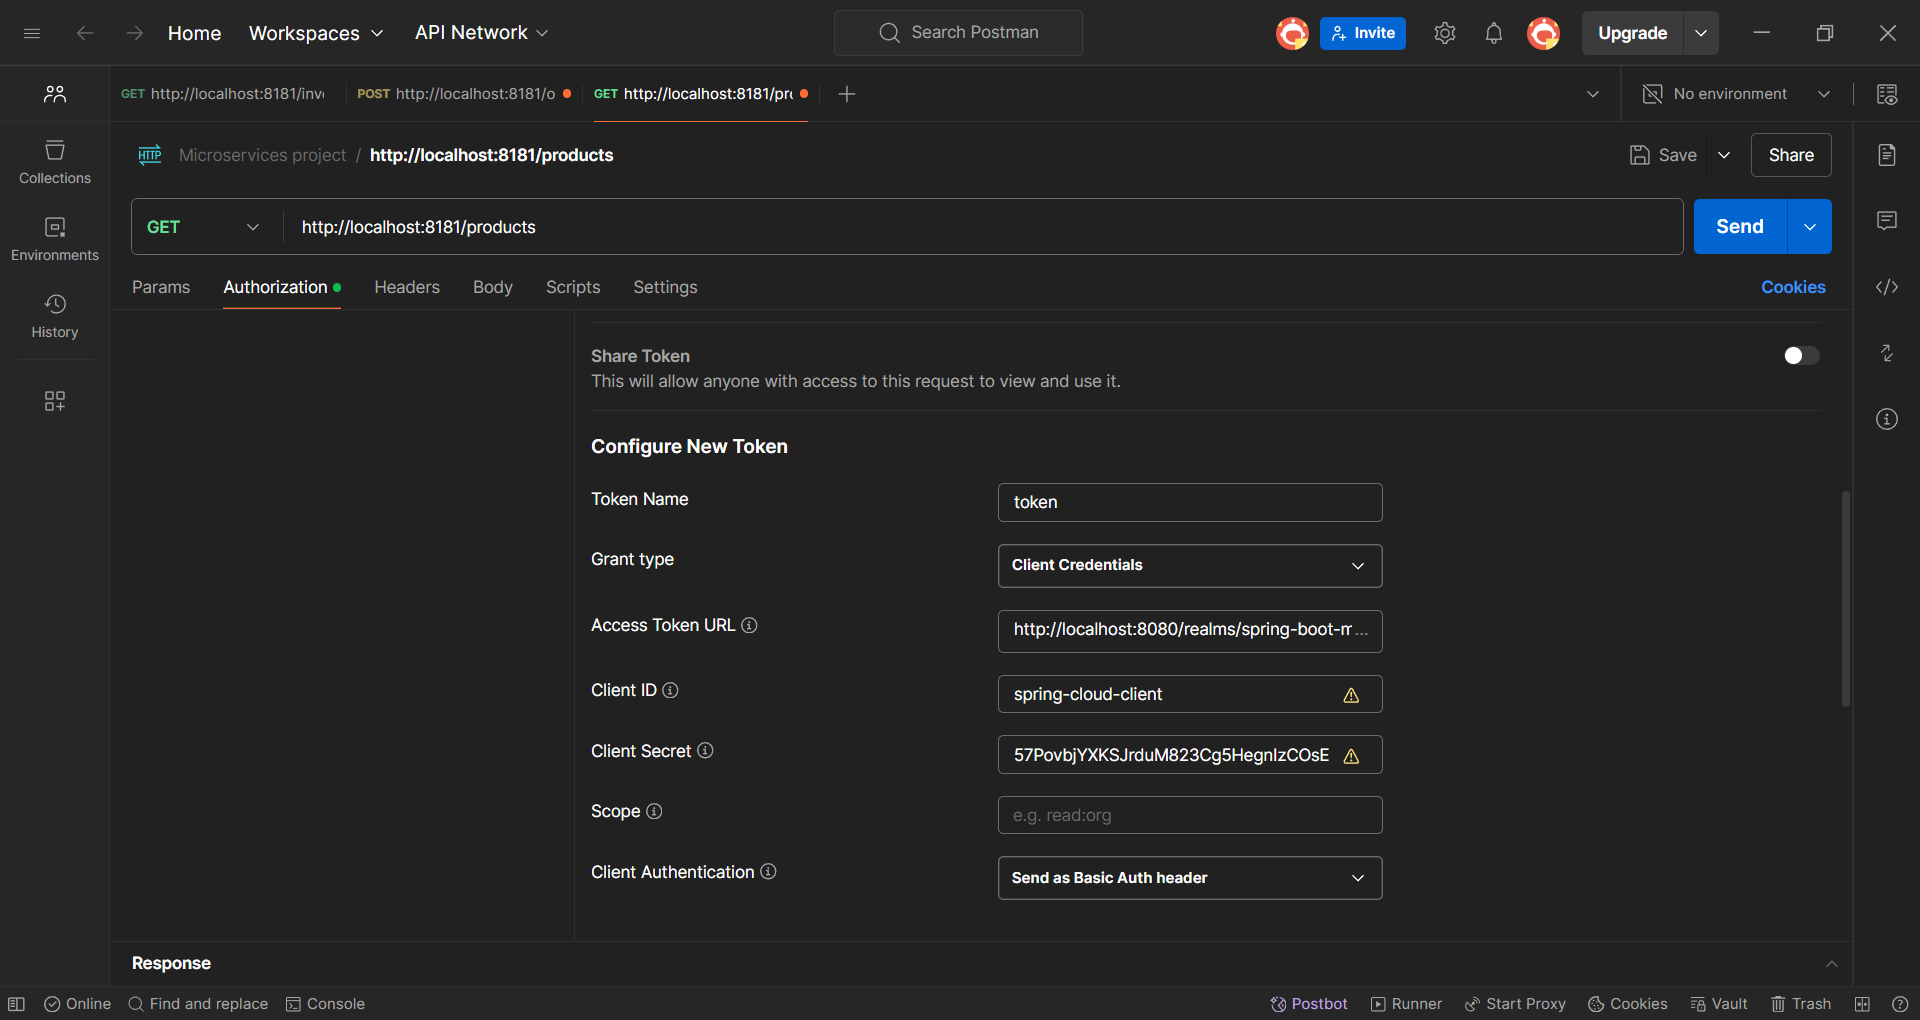 Home Workspaces API Network Search Postman Invite Upgrade
GET http://localhost:8181/inv POST http://localhost:8181/o GET http://localhost:8181/pr No environment
HTTP Microservices project / http://localhost:8181/products Save Share
Collections
GET http://localhost:8181/products Send
Environments
Params Authorization Headers Body Scripts Settings Cookies
History
Share Token
This will allow anyone with access to this request to view and use it.
Configure New Token
Token Name token
Grant type Client Credentials
Access Token URL http://localhost:8080/realms/spring-boot-m...
Client ID spring-cloud-client
Client Secret 57PovbjYXKSJrduM823Cg5HegnIzCOsE
Scope e.g. read:org
Client Authentication Send as Basic Auth header
Response
Online Find and replace Console Postbot Runner Start Proxy Cookies Vault Trash